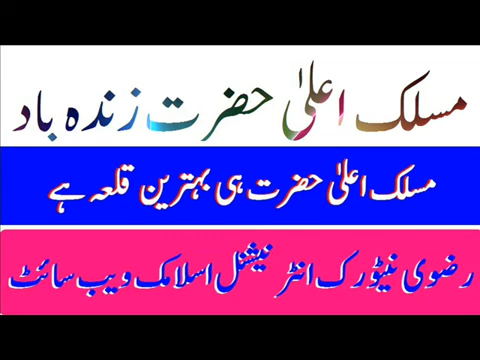 مسلک اعلیٰ حضرت زندہ باد
مسلک اعلیٰ حضرت ہی بہترین قلعہ ہے
رضوی نیٹورک انٹرنیشنل اسلامک ویب سائٹ